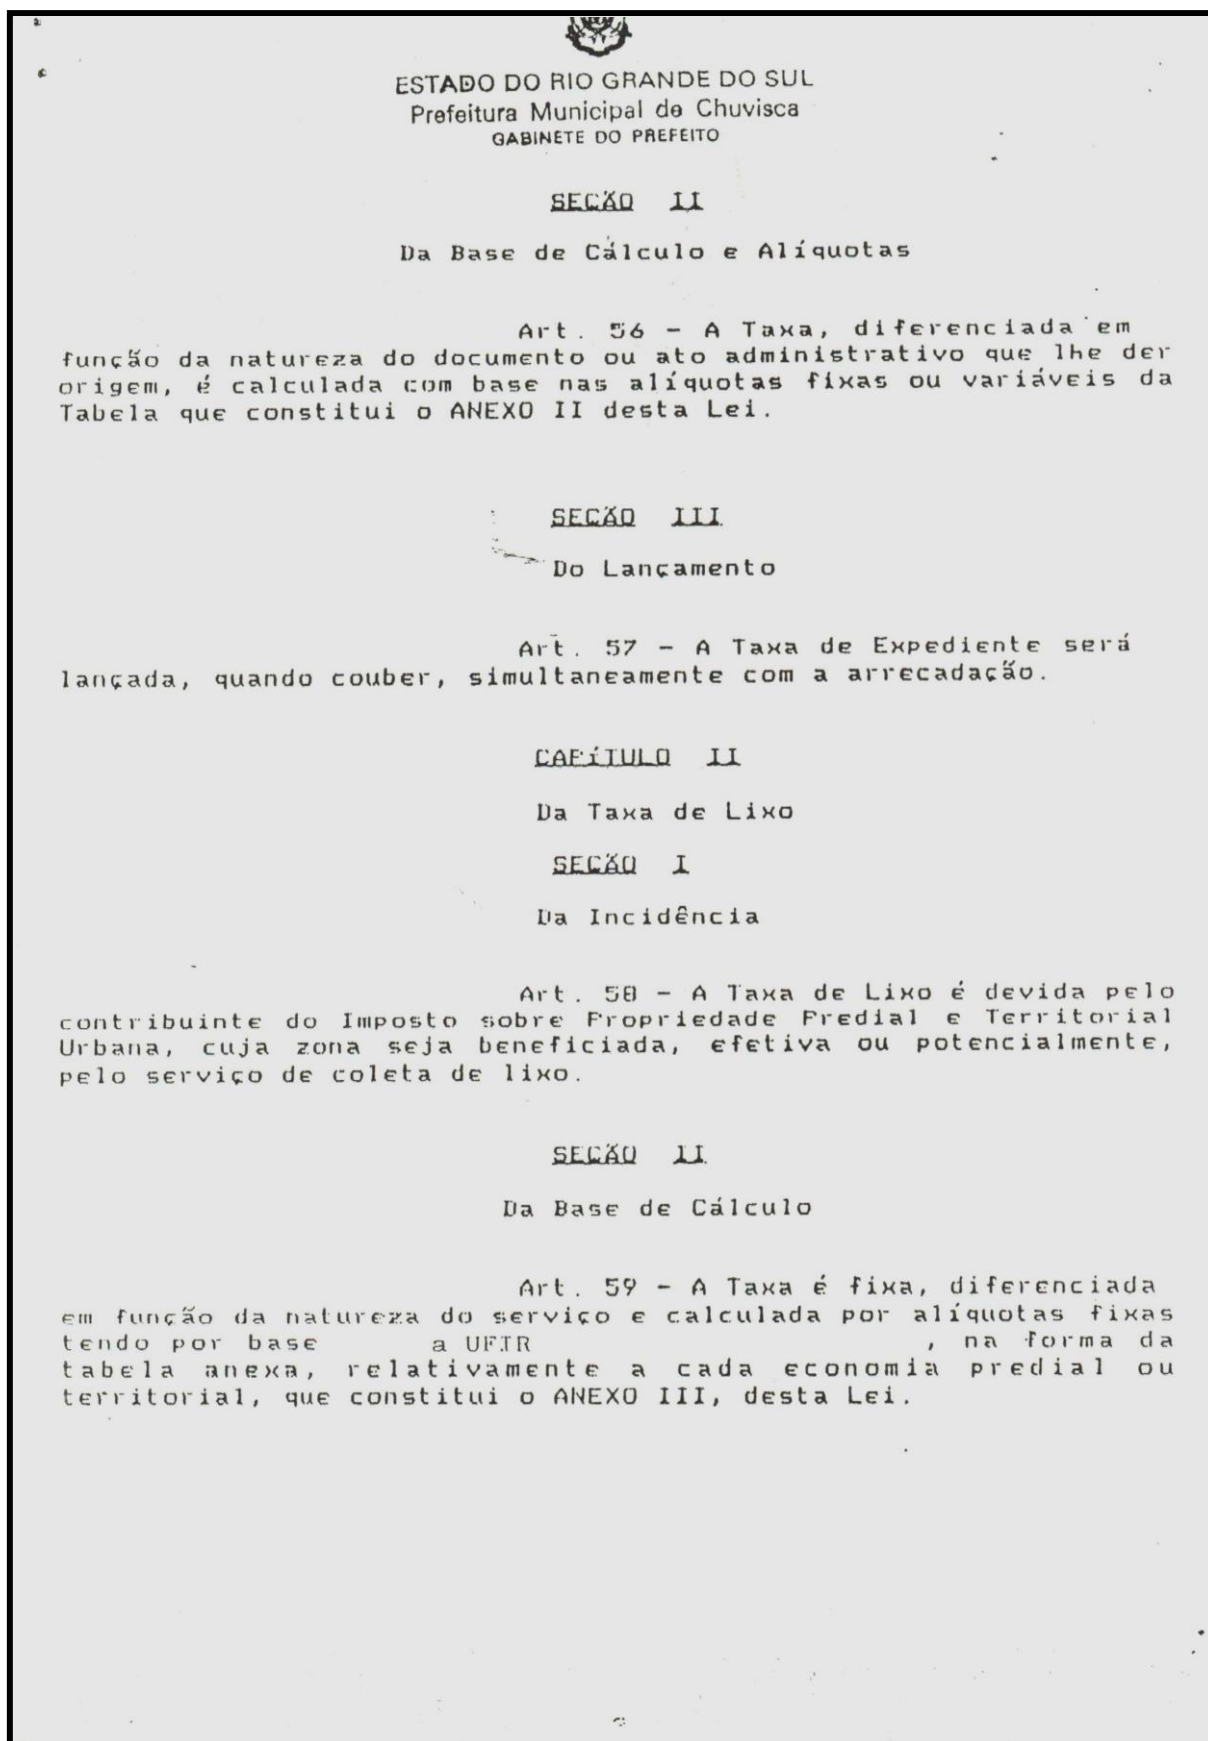 ESTADO DO RIO GRANDE DO SUL
Prefeitura Municipal de Chuvisca
GABINETE DO PREFEITO
SEÇÃO II
Da Base de Cálculo e Alíquotas
Art. 56 - A Taxa, diferenciada em
função da natureza do documento ou ato administrativo que lhe der
origem, é calculada com base nas alíquotas fixas ou variáveis da
Tabela que constitui o ANEXO II desta Lei.
SEÇÃO III
Do Lançamento
Art. 57 - A Taxa de Expediente será
lançada, quando couber, simultaneamente com a arrecadação.
CAPÍTULO II
Da Taxa de Lixo
SEÇÃO I
Da Incidência
Art. 58 - A Taxa de Lixo é devida pelo
contribuinte do Imposto sobre Propriedade Predial e Territorial
Urbana, cuja zona seja beneficiada, efetiva ou potencialmente,
pelo serviço de coleta de lixo.
SEÇÃO II
Da Base de Cálculo
Art. 59 - A Taxa é fixa, diferenciada
em função da natureza do serviço e calculada por alíquotas fixas
tendo por base a UFIR , na forma da
tabela anexa, relativamente a cada economia predial ou
territorial, que constitui o ANEXO III, desta Lei.